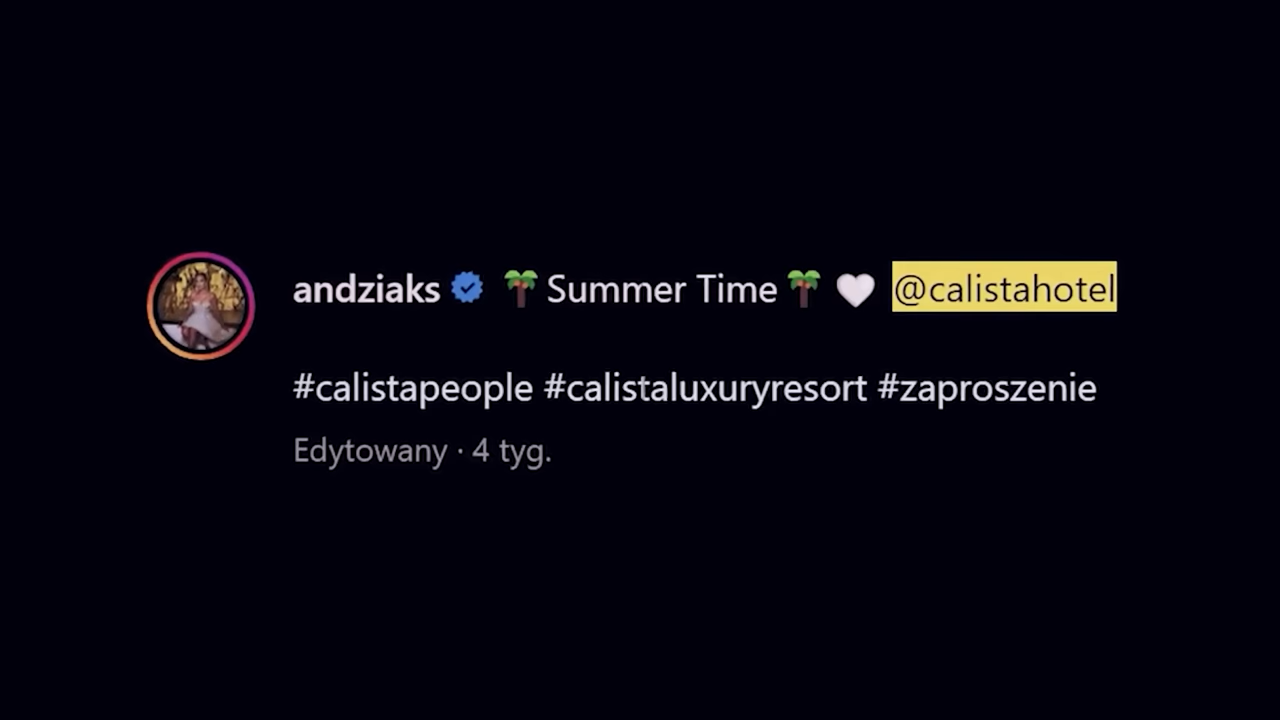 andziaks 🌴Summer Time🌴 🤍 @calistahotel
#calistapeople #calistaluxuryresort #zaproszenie
Edytowany · 4 tyg.